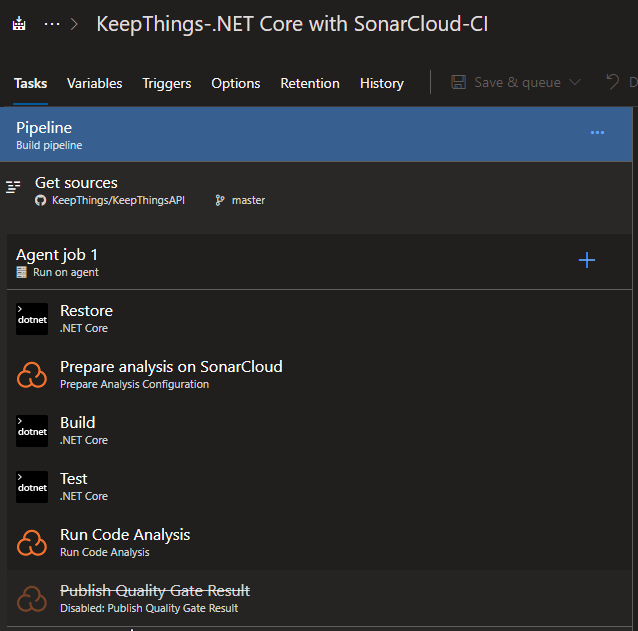 ... > KeepThings-.NET Core with SonarCloud-CI
Tasks Variables Triggers Options Retention History Save & queue D
Pipeline
Build pipeline
Get sources
KeepThings/KeepThingsAPI master
Agent job 1
Run on agent
>
dotnet
Restore
.NET Core
Prepare analysis on SonarCloud
Prepare Analysis Configuration
>
dotnet
Build
.NET Core
>
dotnet
Test
.NET Core
Run Code Analysis
Run Code Analysis
Publish Quality Gate Result
Disabled: Publish Quality Gate Result